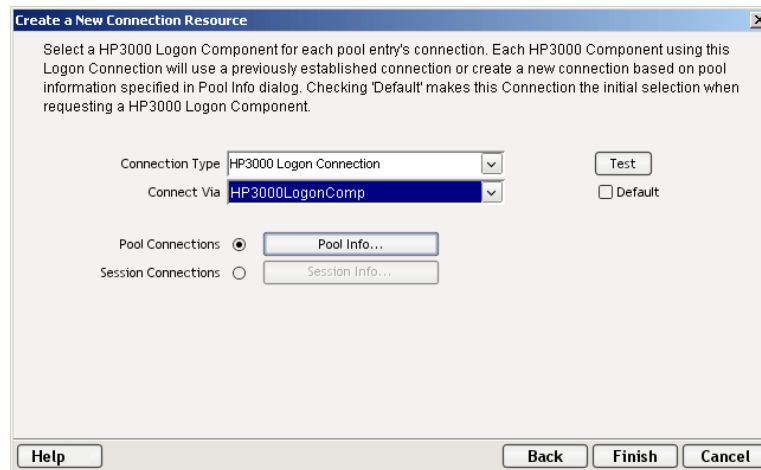 Create a New Connection Resource
Select a HP3000 Logon Component for each pool entry's connection. Each HP3000 Component using this
Logon Connection will use a previously established connection or create a new connection based on pool
information specified in Pool Info dialog. Checking 'Default' makes this Connection the initial selection when
requesting a HP3000 Logon Component.
Connection Type HP3000 Logon Connection Test
Connect Via HP3000LogonComp Default
Pool Connections Pool Info...
Session Connections Session Info...
Help Back Finish Cancel